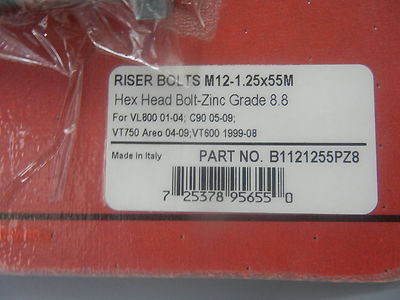 RISER BOLTS M12-1.25x55M
Hex Head Bolt-Zinc Grade 8.8
For VL800 01-04; C90 05-09;
VT750 Areo 04-09;VT600 1999-08
Made in Italy PART NO. B1121255PZ8
7 25378 95655 0